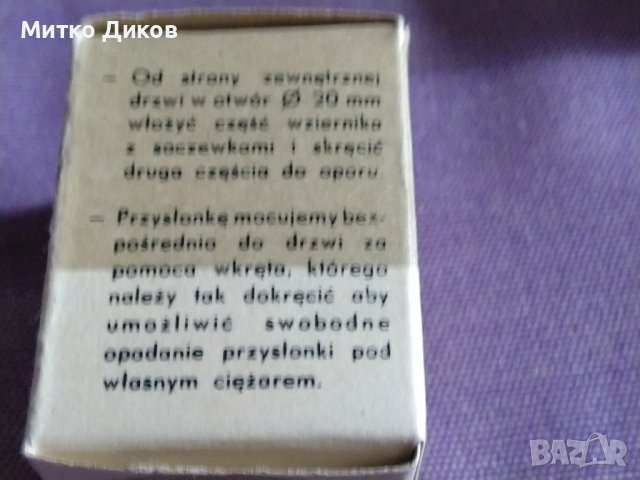 Митко Диков
– Od strony zewnętrznej
drzwi w otwór Ø 20 mm
włożyć część wziernika
z soczewkami i skręcić
drugą częścią do oporu.
– Przysłonkę mocujemy bez-
pośrednio do drzwi za
pomocą wkręta, którego
należy tak dokręcić aby
umożliwić swobodne
opadanie przysłonki pod
własnym ciężarem.
BAZAR